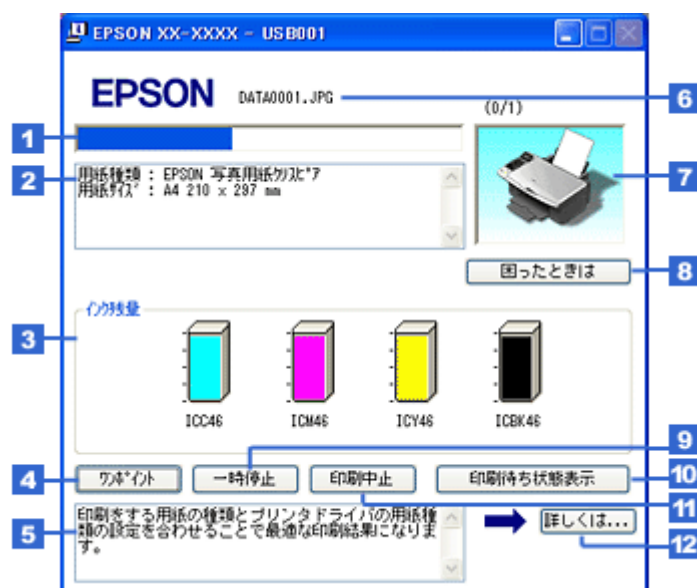 EPSON XX-XXXX - USB001
EPSON DATA0001.JPG
6
(0/1)
1
2
用紙種類 : EPSON 写真用紙クリスピア
用紙サイズ : A4 210 x 297 mm
7
困ったときは
8
インク残量
3
ICC46 ICM46 ICY46 ICBK46
9
4
ワンポイント 一時停止 印刷中止 印刷待ち状態表示
10
11
5
印刷をする用紙の種類とプリンタドライバの用紙種
類の設定を合わせることで最適な印刷結果になりま
す。
詳しくは...
12